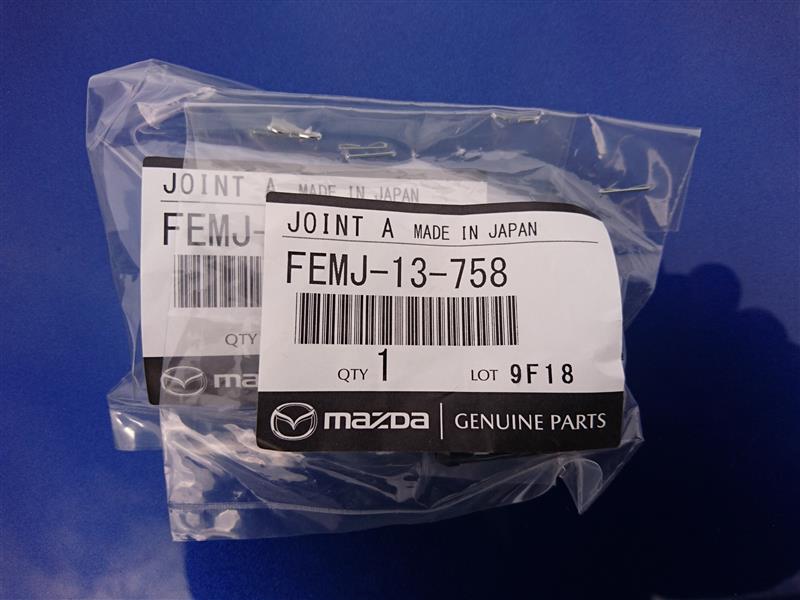 JOINT A MADE IN JAPAN
FEMJ-
QTY
maz
JOINT A MADE IN JAPAN
FEMJ-13-758
QTY 1 LOT 9F18
mazda GENUINE PARTS